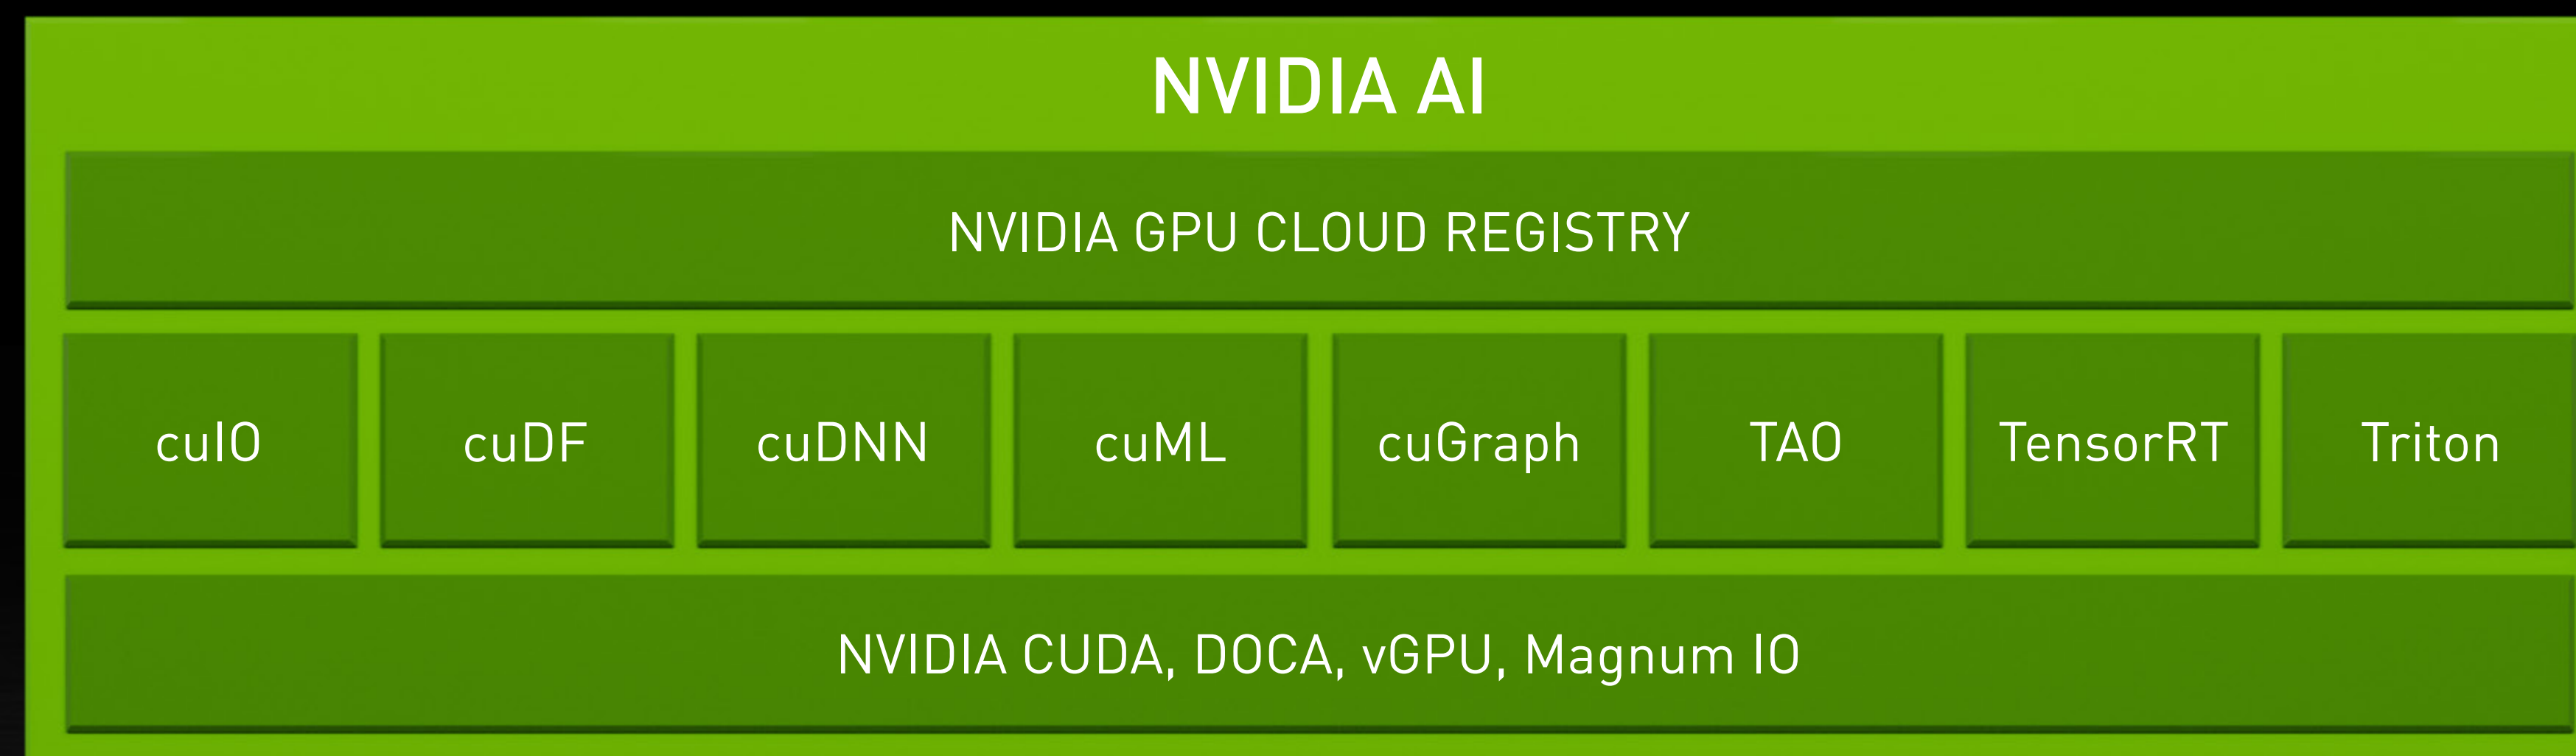 NVIDIA AI
NVIDIA GPU CLOUD REGISTRY
cuIO cuDF cuDNN cuML cuGraph TAO TensorRT Triton
NVIDIA CUDA, DOCA, vGPU, Magnum IO